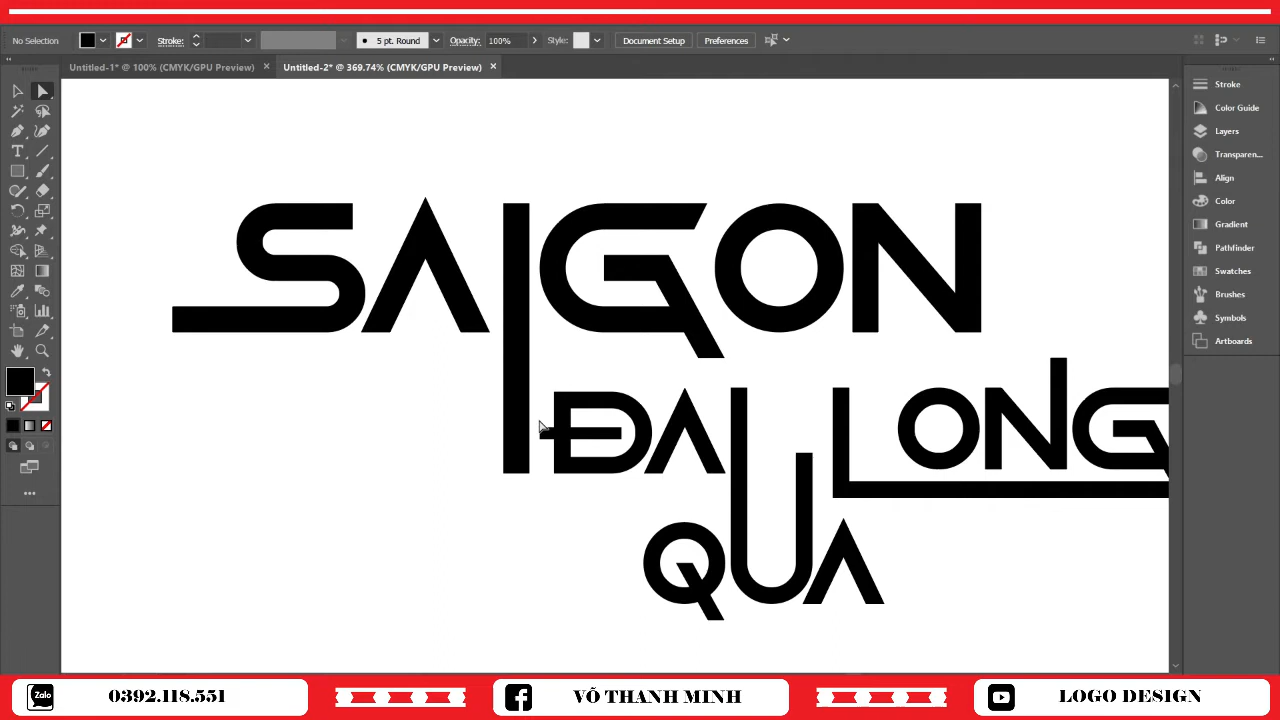 No Selection Stroke: 5 pt. Round Opacity: 100% Style: Document Setup Preferences
Untitled-1* @ 100% (CMYK/GPU Preview) × Untitled-2* @ 369.74% (CMYK/GPU Preview) ×
Stroke
Color Guide
Layers
Transparen...
Align
Color
Gradient
Pathfinder
Swatches
Brushes
Symbols
Artboards
SAIGON
ĐAI LONG
QUA
Zalo 0392.118.551 VÕ THANH MINH LOGO DESIGN